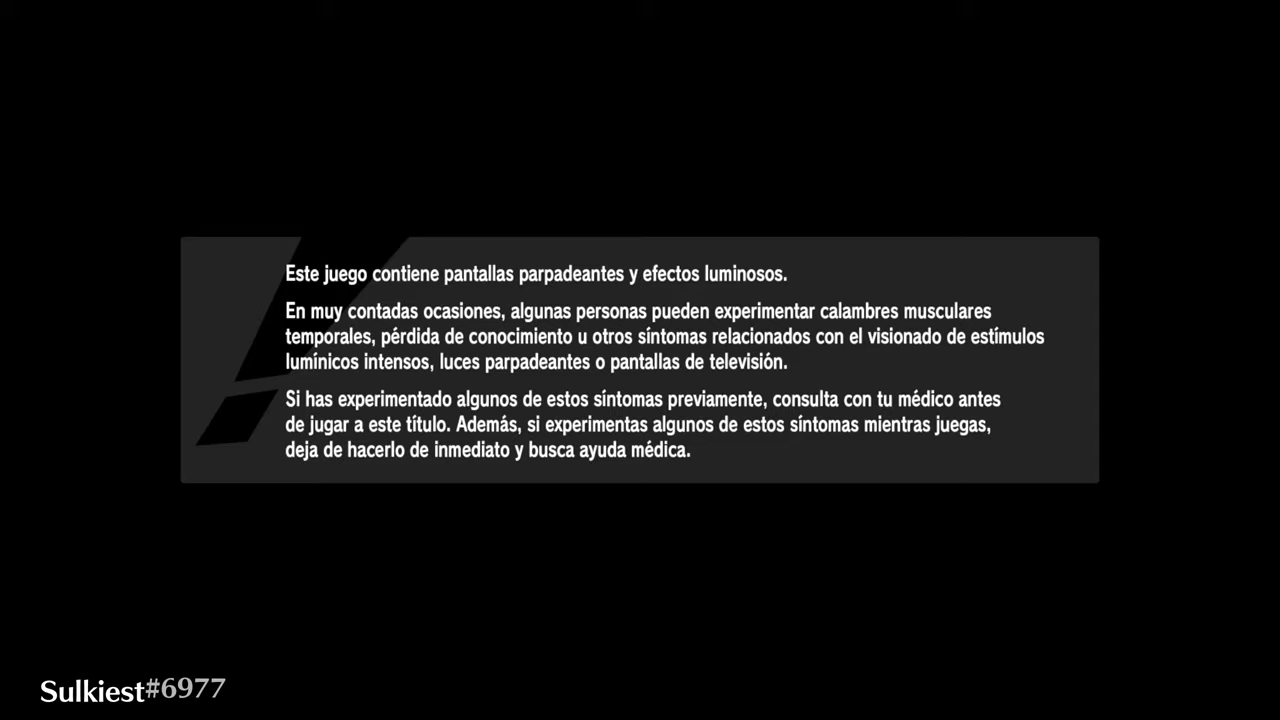 Este juego contiene pantallas parpadeantes y efectos luminosos.
En muy contadas ocasiones, algunas personas pueden experimentar calambres musculares
temporales, pérdida de conocimiento u otros síntomas relacionados con el visionado de estímulos
lumínicos intensos, luces parpadeantes o pantallas de televisión.
Si has experimentado algunos de estos síntomas previamente, consulta con tu médico antes
de jugar a este título. Además, si experimentas algunos de estos síntomas mientras juegas,
deja de hacerlo de inmediato y busca ayuda médica.
Sulkiest#6977